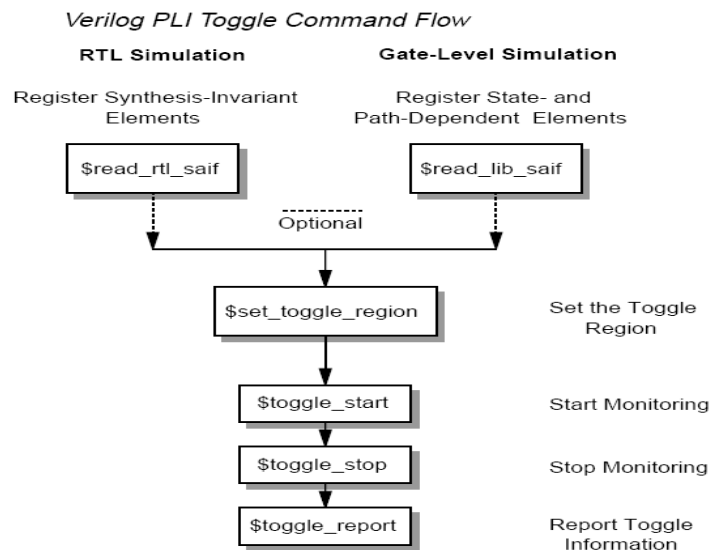 Verilog PLI Toggle Command Flow
RTL Simulation
Gate-Level Simulation
Register Synthesis-Invariant
Elements
Register State- and
Path-Dependent Elements
$read_rtl_saif
$read_lib_saif
Optional
$set_toggle_region
Set the Toggle
Region
$toggle_start
Start Monitoring
$toggle_stop
Stop Monitoring
$toggle_report
Report Toggle
Information